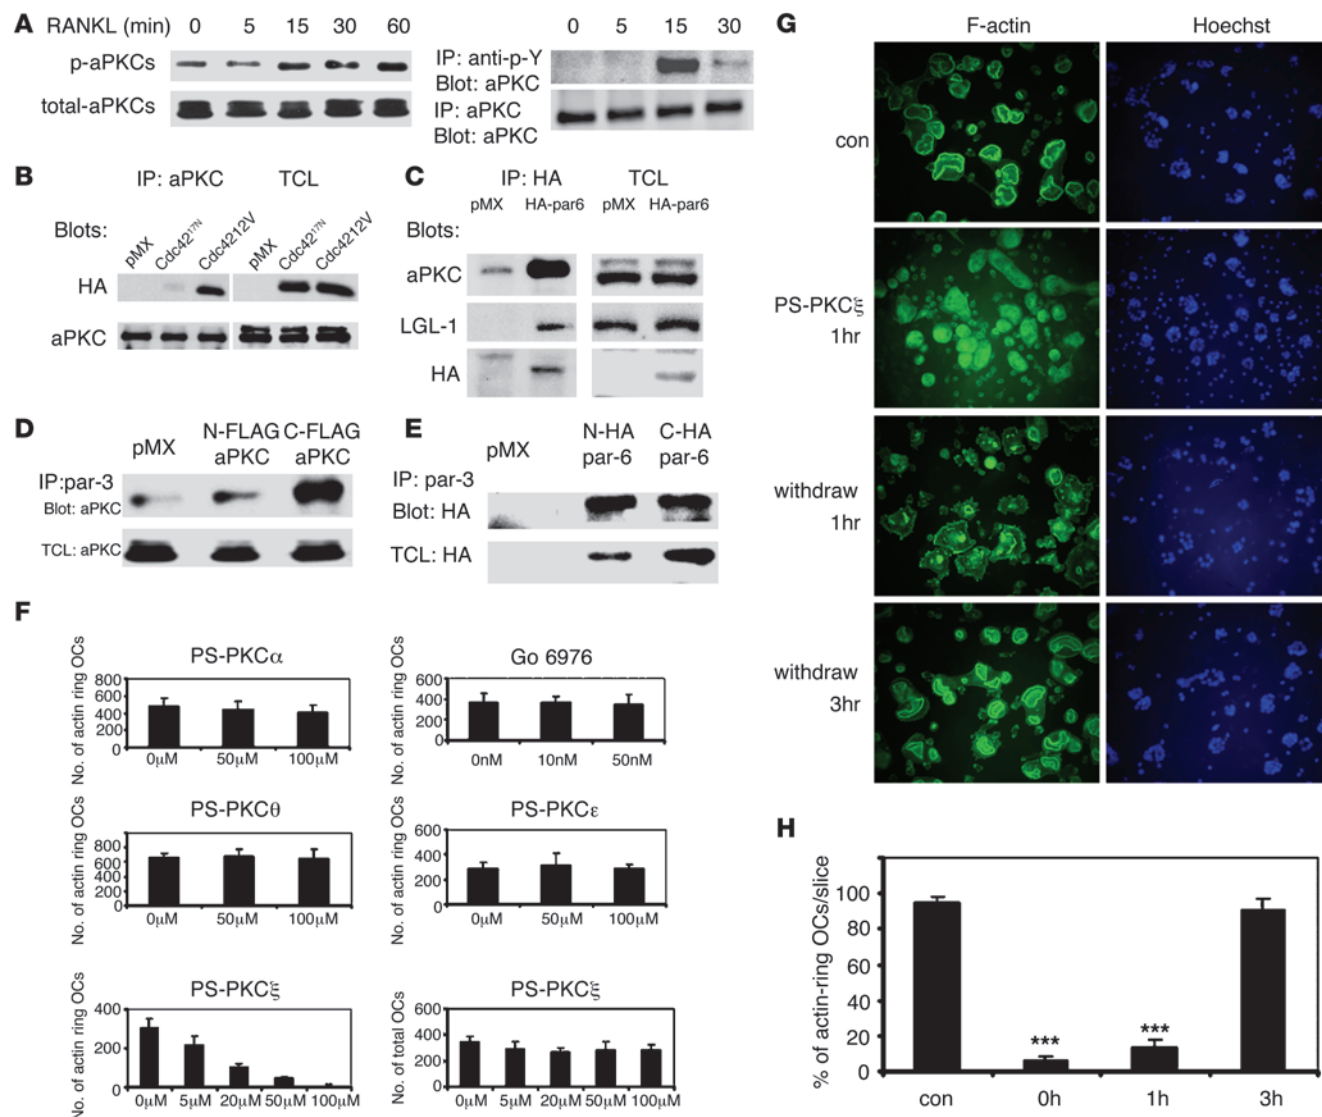 A
RANKL (min) 0 5 15 30 60
p-aPKCs
total-aPKCs
0 5 15 30
IP: anti-p-Y
Blot: aPKC
IP: aPKC
Blot: aPKC
B
IP: aPKC TCL
Blots:
pMX Cdc42¹⁷ᴺ Cdc4212V pMX Cdc42¹⁷ᴺ Cdc4212V
HA
aPKC
C
IP: HA TCL
pMX HA-par6 pMX HA-par6
Blots:
aPKC
LGL-1
HA
D
pMX N-FLAG aPKC C-FLAG aPKC
IP:par-3
Blot: aPKC
TCL: aPKC
E
pMX N-HA par-6 C-HA par-6
IP: par-3
Blot: HA
TCL: HA
F
PS-PKCα
No. of actin ring OCs
800
600
400
200
0
0µM 50µM 100µM
Go 6976
No. of actin ring OCs
600
400
200
0
0nM 10nM 50nM
PS-PKCθ
No. of actin ring OCs
800
600
400
200
0
0µM 50µM 100µM
PS-PKCε
No. of actin ring OCs
600
400
200
0
0µM 50µM 100µM
PS-PKCξ
No. of actin ring OCs
400
200
0
0µM 5µM 20µM 50µM 100µM
PS-PKCξ
No. of total OCs
600
400
200
0
0µM 5µM 20µM 50µM 100µM
G
F-actin Hoechst
con
PS-PKCξ
1hr
withdraw
1hr
withdraw
3hr
H
% of actin-ring OCs/slice
100
80
60
40
20
0
*** ***
con 0h 1h 3h